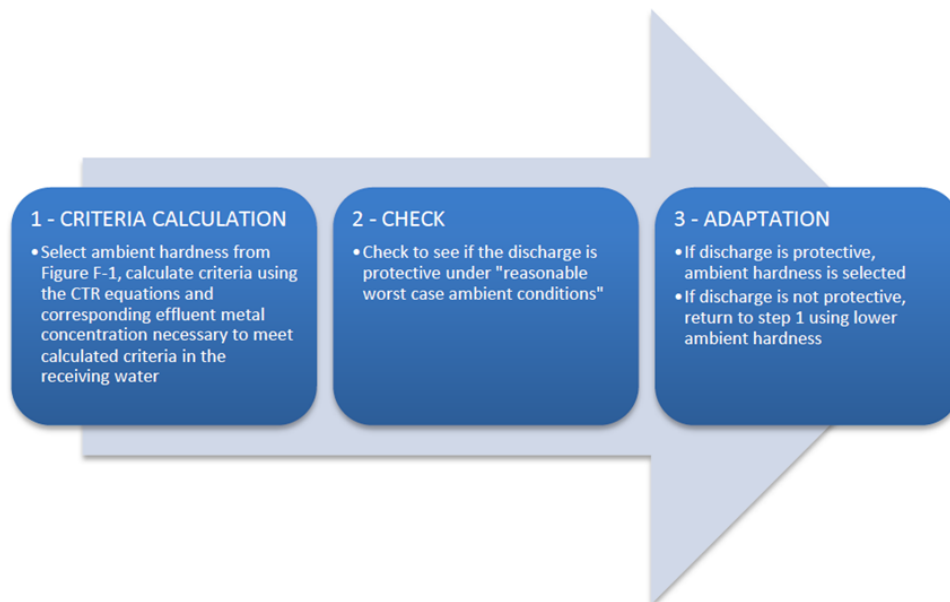 1 - CRITERIA CALCULATION
•Select ambient hardness from
Figure F-1, calculate criteria using
the CTR equations and
corresponding effluent metal
concentration necessary to meet
calculated criteria in the
receiving water
2 - CHECK
•Check to see if the discharge is
protective under "reasonable
worst case ambient conditions"
3 - ADAPTATION
•If discharge is protective,
ambient hardness is selected
•If discharge is not protective,
return to step 1 using lower
ambient hardness